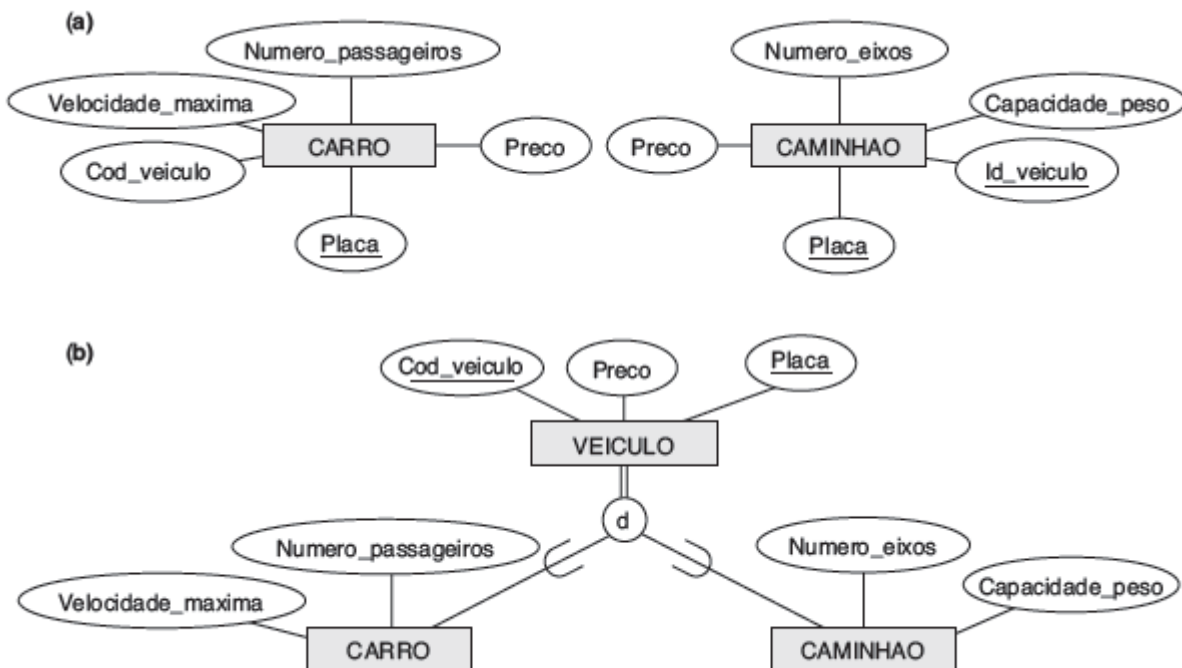 (a)
Numero_passageiros
Numero_eixos
Velocidade_maxima
Capacidade_peso
CARRO
Preco
Preco
CAMINHAO
Cod_veiculo
Id_veiculo
Placa
Placa
(b)
Cod_veiculo
Preco
Placa
VEICULO
d
Numero_passageiros
Numero_eixos
Velocidade_maxima
Capacidade_peso
CARRO
CAMINHAO